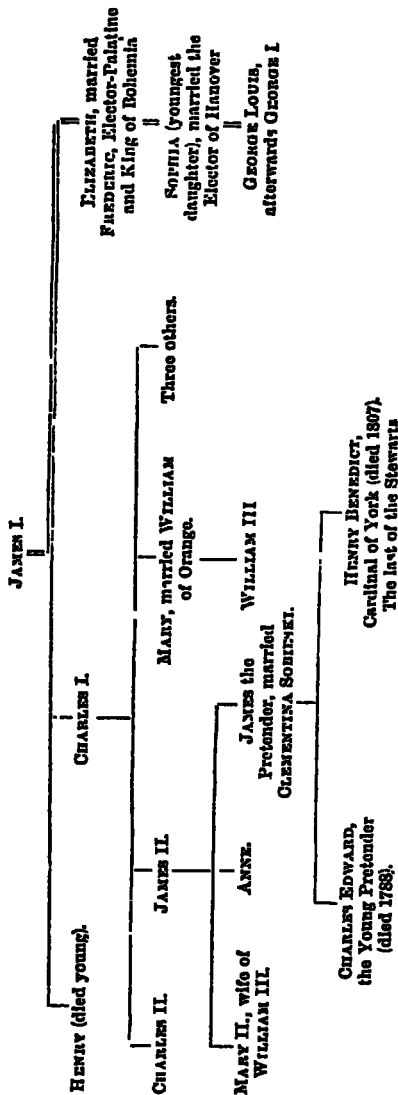 JAMES I.
HENRY (died young).
CHARLES I.
ELIZABETH, married
FREDERIC, Elector-Palatine
and King of Bohemia
CHARLES II.
JAMES II.
MARY, married WILLIAM
of Orange.
Three others.
SOPHIA (youngest
daughter), married the
Elector of Hanover
MARY II., wife of
WILLIAM III.
ANNE.
JAMES the
Pretender, married
CLEMENTINA SOBIESKI.
WILLIAM III
GEORGE LOUIS,
afterwards GEORGE I.
CHARLES EDWARD,
the Young Pretender
(died 1788).
HENRY BENEDICT,
Cardinal of York (died 1807).
The last of the Stewarts